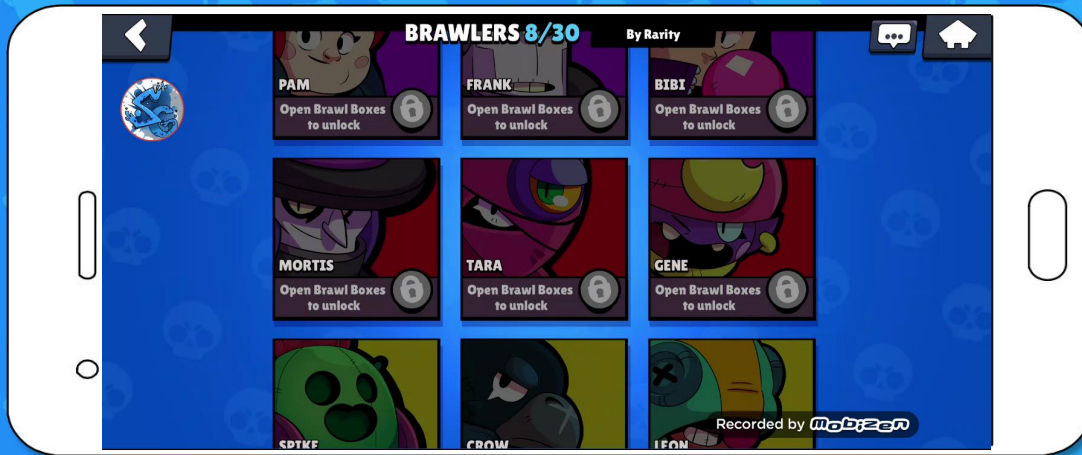 BRAWLERS 8/30
By Rarity
PAM
FRANK
BIBI
Open Brawl Boxes
to unlock
Open Brawl Boxes
to unlock
Open Brawl Boxes
to unlock
MORTIS
TARA
GENE
Open Brawl Boxes
to unlock
Open Brawl Boxes
to unlock
Open Brawl Boxes
to unlock
SPIKE
CROW
LEON
Recorded by mobizen